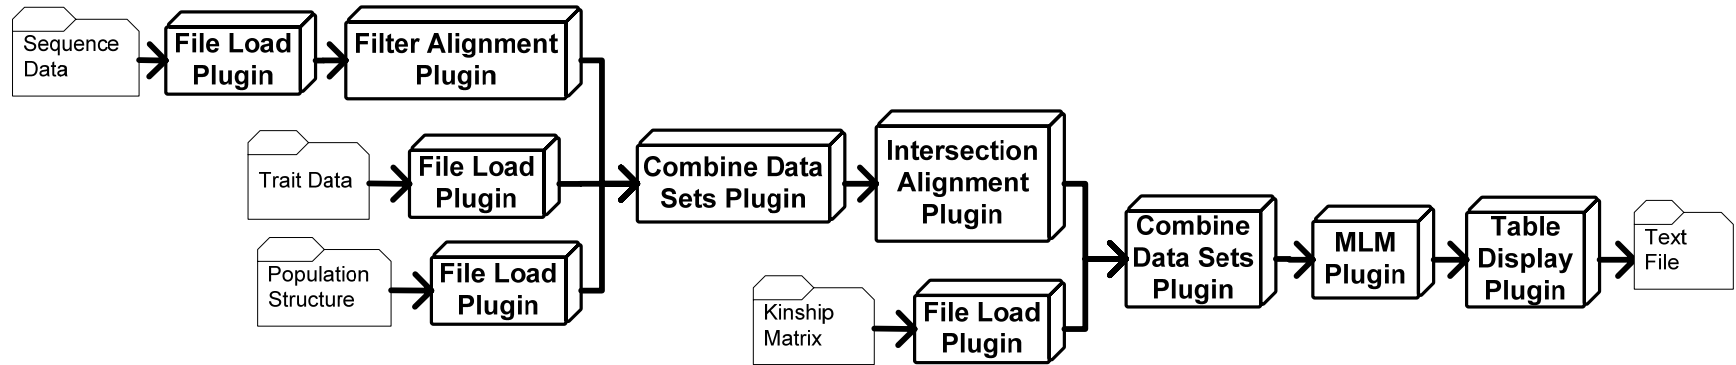 Sequence
Data
File Load
Plugin
Filter Alignment
Plugin
Trait Data
File Load
Plugin
Population
Structure
File Load
Plugin
Combine Data
Sets Plugin
Intersection
Alignment
Plugin
Kinship
Matrix
File Load
Plugin
Combine
Data Sets
Plugin
MLM
Plugin
Table
Display
Plugin
Text
File